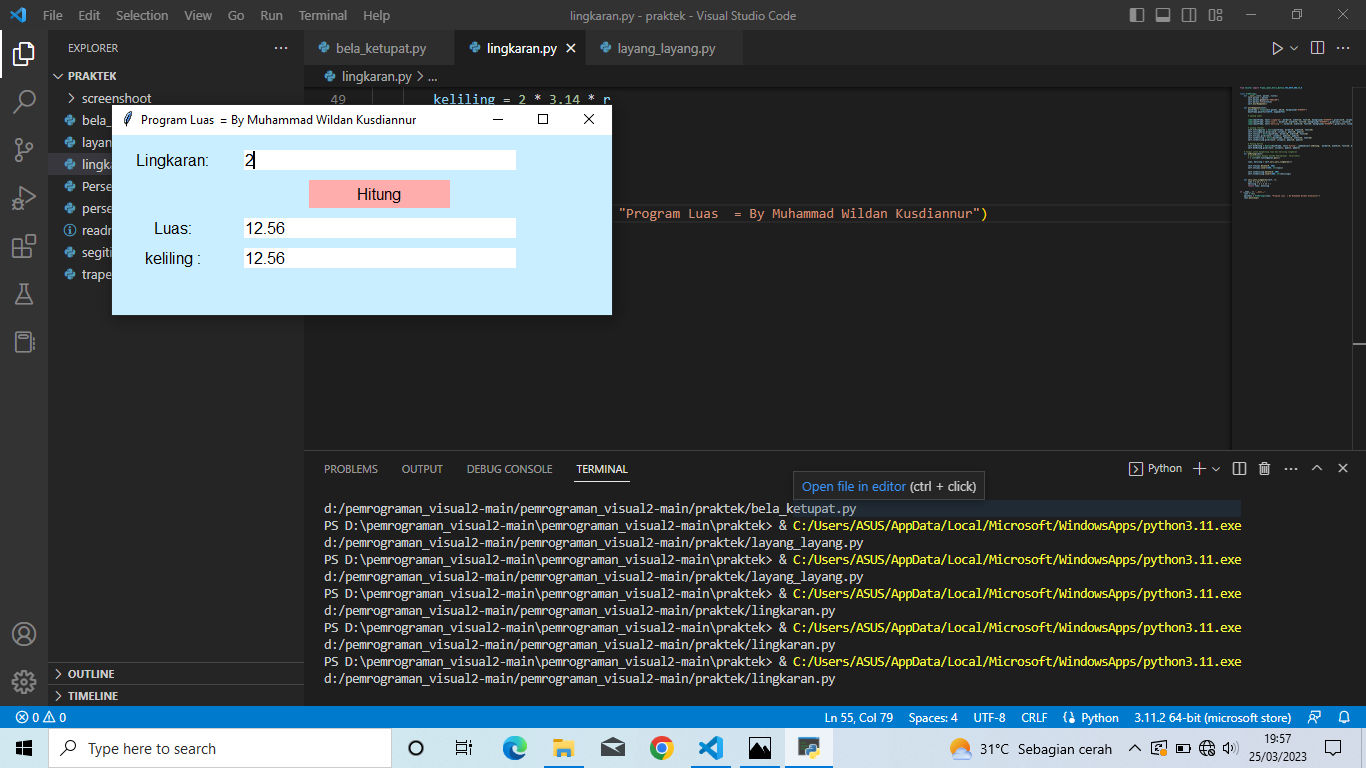 File Edit Selection View Go Run Terminal Help
lingkaran.py - praktek - Visual Studio Code
EXPLORER
PRAKTEK
screenshoot
bela_
layan
lingka
Perse
perse
readn
segiti
trape
OUTLINE
TIMELINE
bela_ketupat.py
lingkaran.py
layang_layang.py
lingkaran.py > ...
49 keliling = 2 * 3.14 * r
"Program Luas  = By Muhammad Wildan Kusdiannur")
Program Luas  = By Muhammad Wildan Kusdiannur
Lingkaran: 2
Hitung
Luas: 12.56
keliling : 12.56
PROBLEMS OUTPUT DEBUG CONSOLE TERMINAL
Python
Open file in editor (ctrl + click)
d:/pemrograman_visual2-main/pemrograman_visual2-main/praktek/bela_ketupat.py
PS D:\pemrograman_visual2-main\pemrograman_visual2-main\praktek> & C:/Users/ASUS/AppData/Local/Microsoft/WindowsApps/python3.11.exe
d:/pemrograman_visual2-main/pemrograman_visual2-main/praktek/layang_layang.py
PS D:\pemrograman_visual2-main\pemrograman_visual2-main\praktek> & C:/Users/ASUS/AppData/Local/Microsoft/WindowsApps/python3.11.exe
d:/pemrograman_visual2-main/pemrograman_visual2-main/praktek/layang_layang.py
PS D:\pemrograman_visual2-main\pemrograman_visual2-main\praktek> & C:/Users/ASUS/AppData/Local/Microsoft/WindowsApps/python3.11.exe
d:/pemrograman_visual2-main/pemrograman_visual2-main/praktek/lingkaran.py
PS D:\pemrograman_visual2-main\pemrograman_visual2-main\praktek> & C:/Users/ASUS/AppData/Local/Microsoft/WindowsApps/python3.11.exe
d:/pemrograman_visual2-main/pemrograman_visual2-main/praktek/lingkaran.py
PS D:\pemrograman_visual2-main\pemrograman_visual2-main\praktek> & C:/Users/ASUS/AppData/Local/Microsoft/WindowsApps/python3.11.exe
d:/pemrograman_visual2-main/pemrograman_visual2-main/praktek/lingkaran.py
0 0
Ln 55, Col 79 Spaces: 4 UTF-8 CRLF Python 3.11.2 64-bit (microsoft store)
Type here to search
31°C Sebagian cerah
19:57
25/03/2023